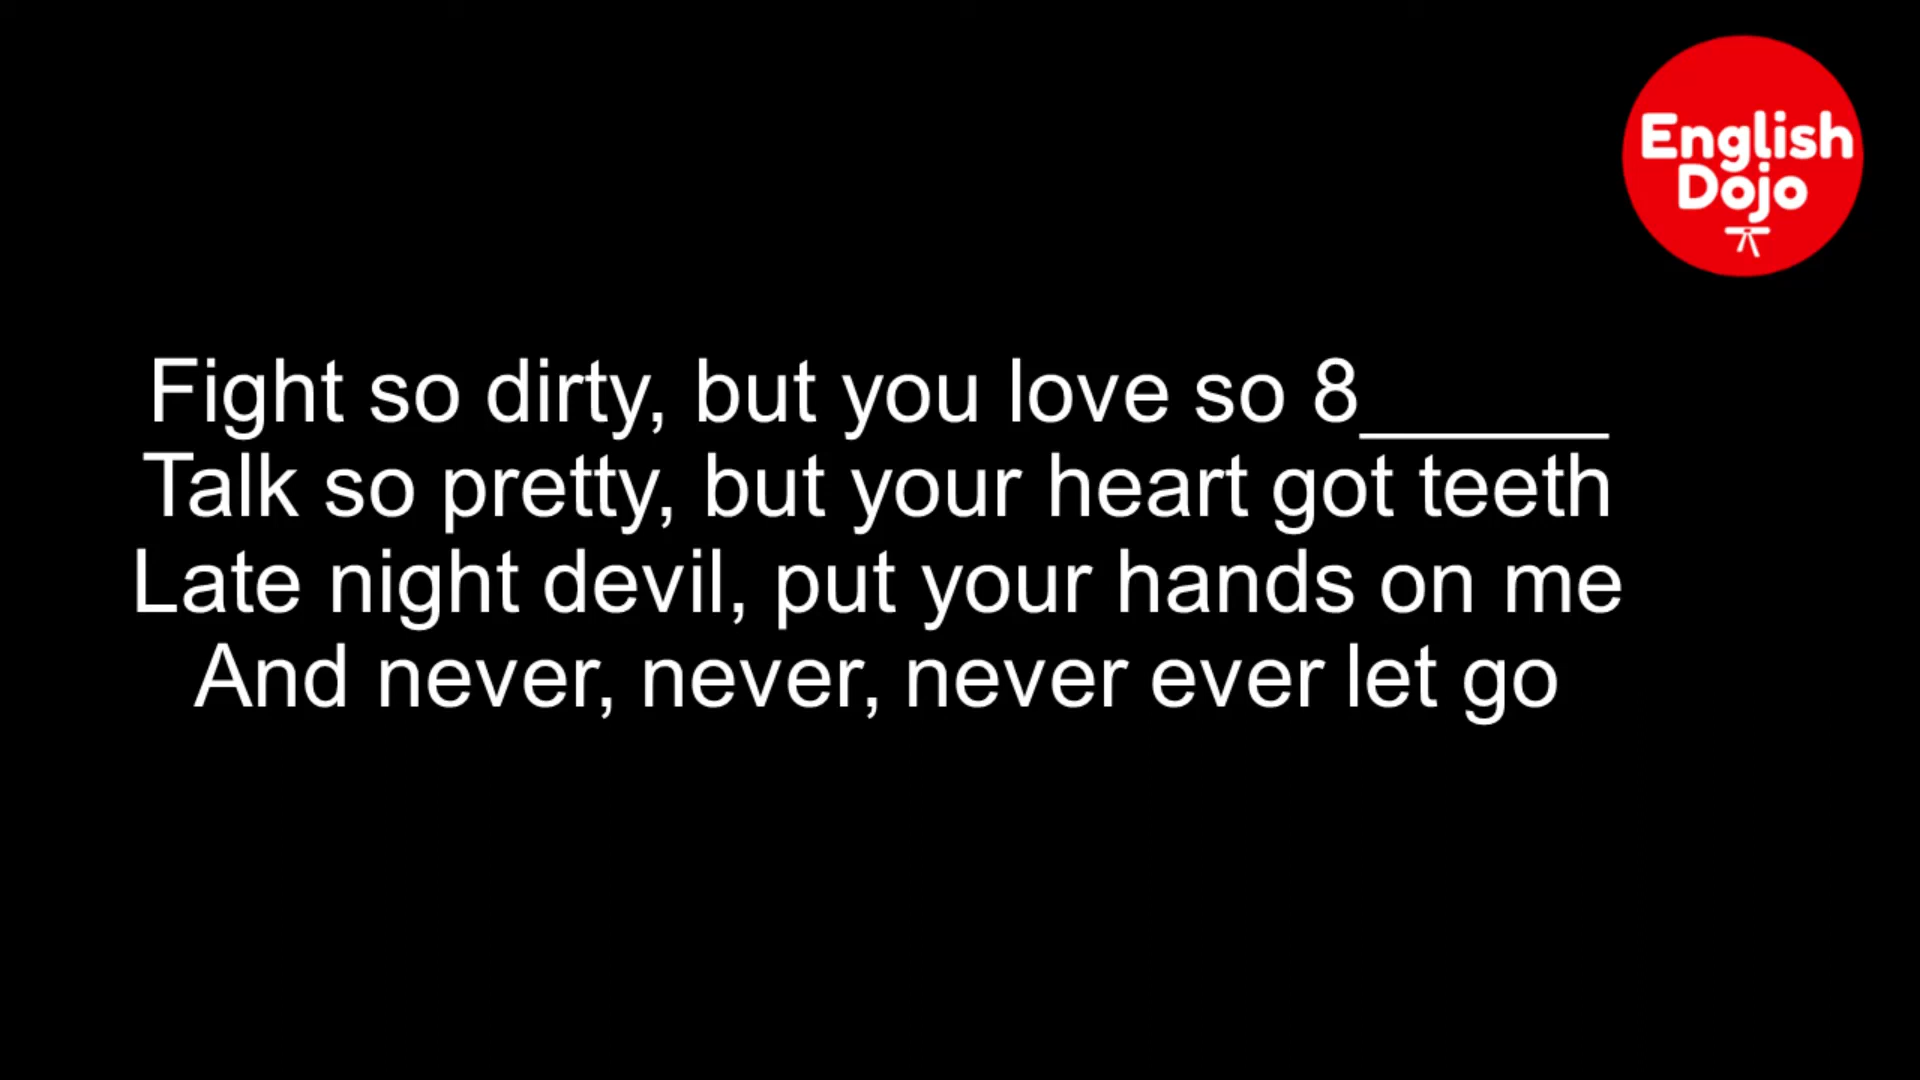 English
Dojo
Fight so dirty, but you love so 8______
Talk so pretty, but your heart got teeth
Late night devil, put your hands on me
And never, never, never ever let go